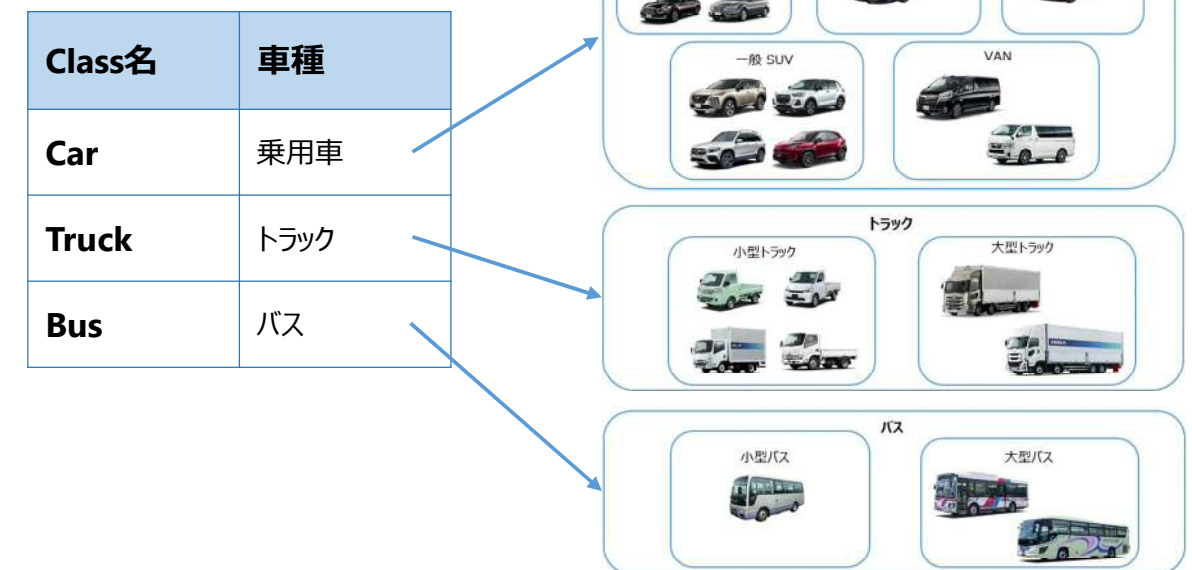 Class名 車種
Car 乗用車
Truck トラック
Bus バス
一般 SUV
VAN
トラック
小型トラック
大型トラック
バス
小型バス
大型バス